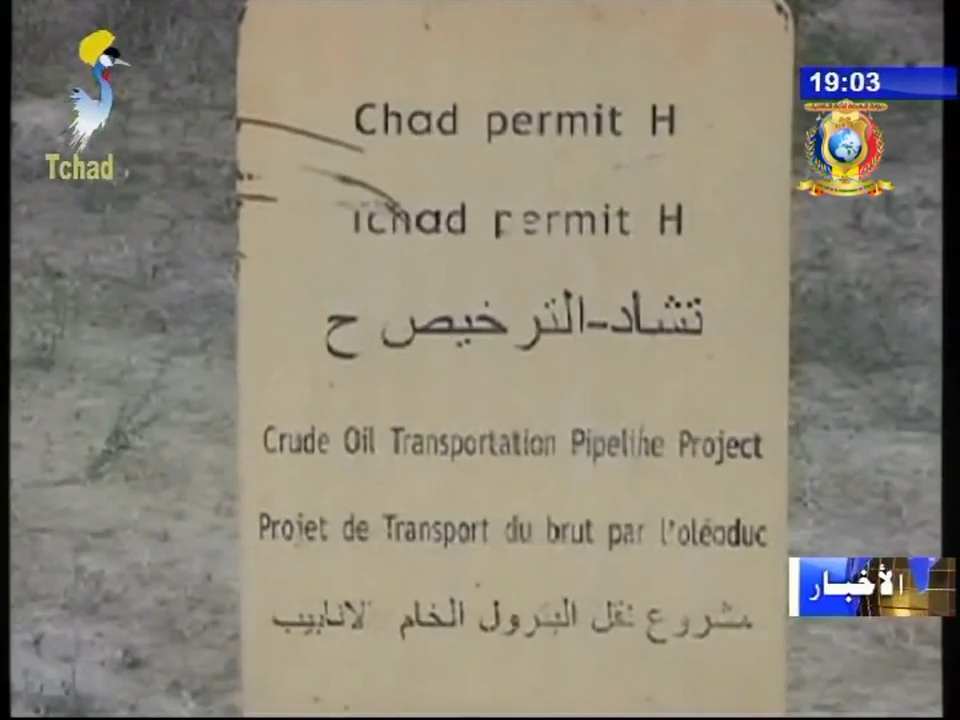 Tchad
19:03
Chad permit H
Tchad permit H
تشاد-الترخيص ح
Crude Oil Transportation Pipeline Project
Projet de Transport du brut par l'oléoduc
مشروع نقل البترول الخام لانابيب
الأخبار